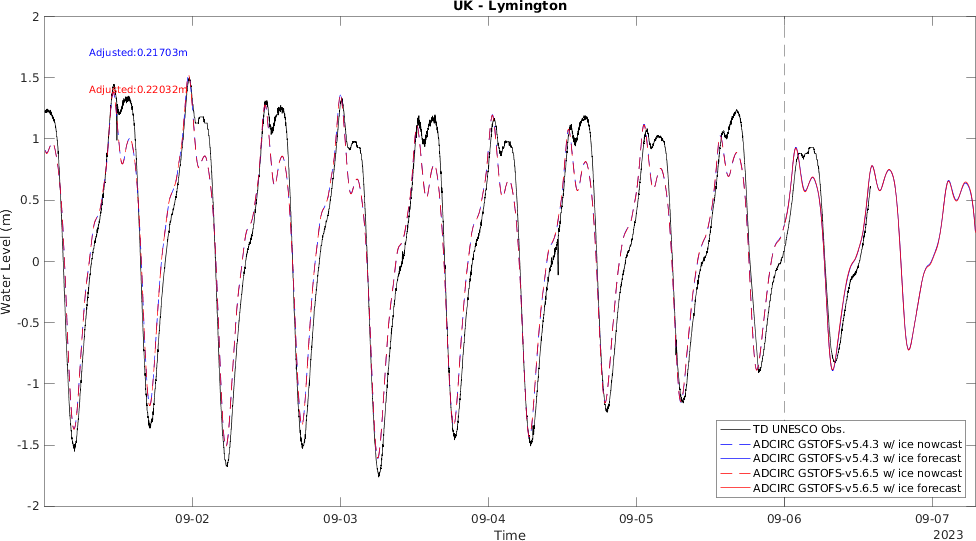 UK - Lymington
2
1.5
1
0.5
0
-0.5
-1
-1.5
-2
Water Level (m)
Adjusted:0.21703m
Adjusted:0.22032m
TD UNESCO Obs.
ADCIRC GSTOFS-v5.4.3 w/ ice nowcast
ADCIRC GSTOFS-v5.4.3 w/ ice forecast
ADCIRC GSTOFS-v5.6.5 w/ ice nowcast
ADCIRC GSTOFS-v5.6.5 w/ ice forecast
09-02 09-03 09-04 09-05 09-06 09-07
Time
2023